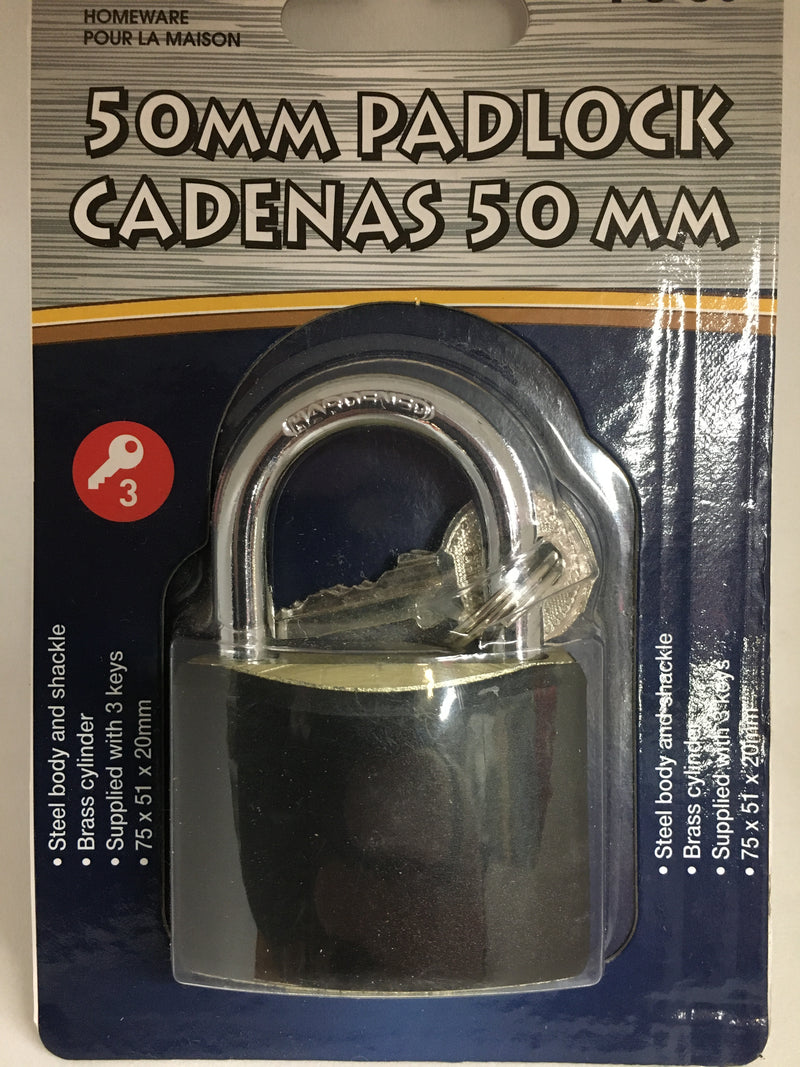 HOMEWARE
POUR LA MAISON
50MM PADLOCK
CADENAS 50 MM
HARDENED
3
• Steel body and shackle
• Brass cylinder
• Supplied with 3 keys
• 75 x 51 x 20mm
• Steel body and shackle
• Brass cylinder
• Supplied with 3 keys
• 75 x 51 x 20mm